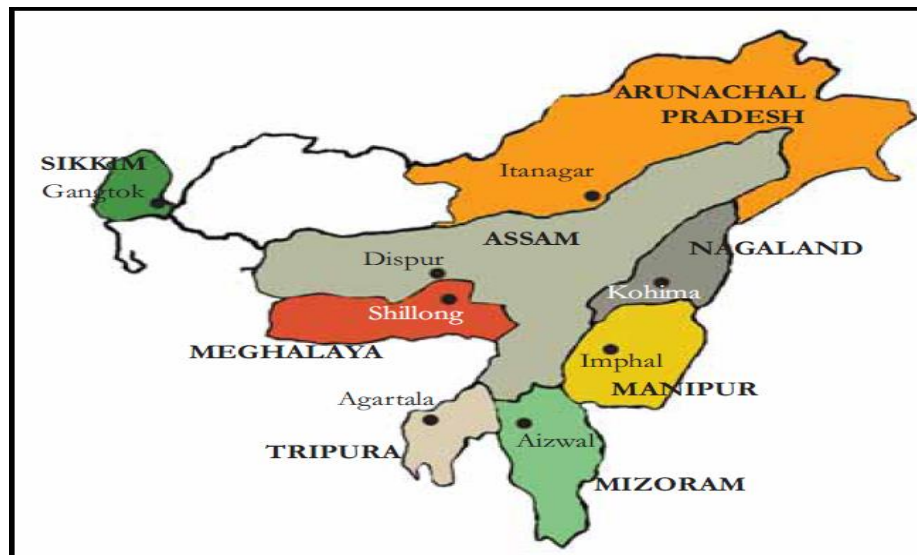 ARUNACHAL
PRADESH
Itanagar
SIKKIM
Gangtok
ASSAM
Dispur
NAGALAND
Kohima
Shillong
MEGHALAYA
Imphal
MANIPUR
Agartala
TRIPURA
Aizwal
MIZORAM